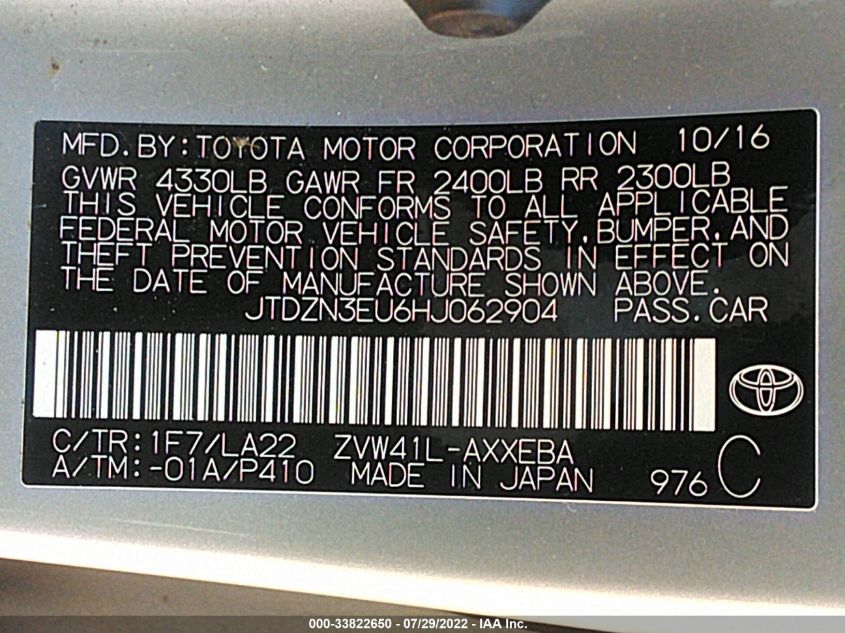 MFD. BY: TOYOTA MOTOR CORPORATION 10/16
GVWR 4330LB GAWR FR 2400LB RR 2300LB
THIS VEHICLE CONFORMS TO ALL APPLICABLE
FEDERAL MOTOR VEHICLE SAFETY, BUMPER, AND
THEFT PREVENTION STANDARDS IN EFFECT ON
THE DATE OF MANUFACTURE SHOWN ABOVE.
JTDZN3EU6HJ062904 PASS. CAR
C/TR: 1F7/LA22 ZVW41L-AXXEBA
A/TM: -01A/P410 MADE IN JAPAN 976 C
000-33822650 - 07/29/2022 - IAA Inc.